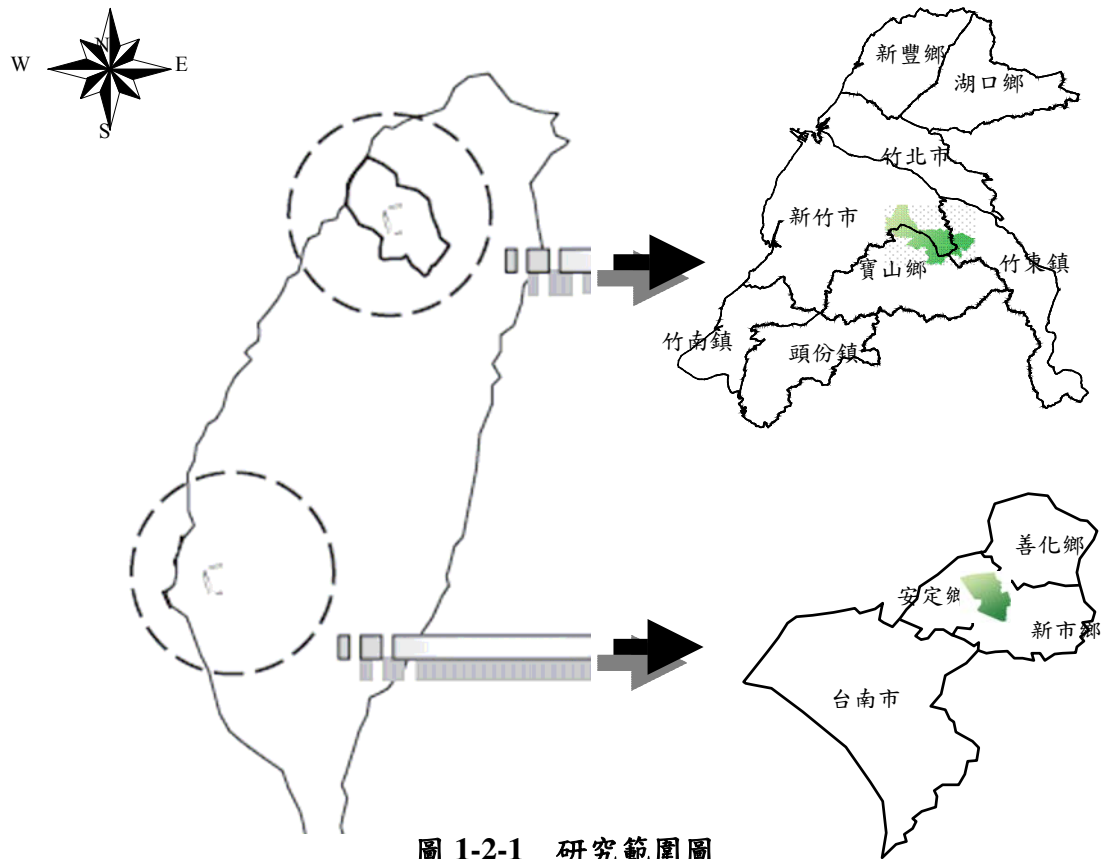 N
W
E
S
新豐鄉
湖口鄉
竹北市
新竹市
寶山鄉
竹東鎮
竹南鎮
頭份鎮
善化鄉
安定鄉
新市鄉
台南市
圖 1-2-1 研究範圍圖